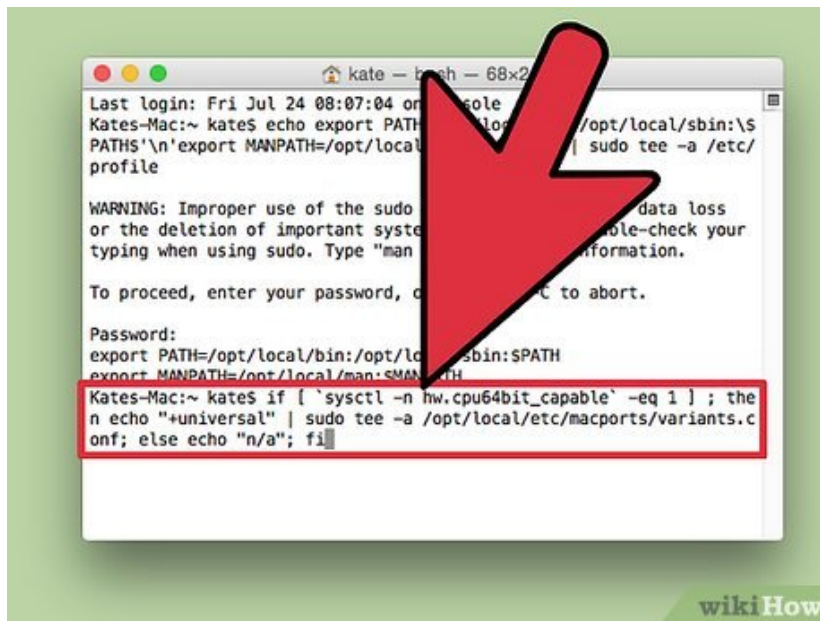 kate — bash — 68×2
Last login: Fri Jul 24 08:07:04 on sole
Kates-Mac:~ kate$ echo export PATH /opt/local/sbin:\$
PATH$'\n'export MANPATH=/opt/local | sudo tee -a /etc/
profile
WARNING: Improper use of the sudo data loss
or the deletion of important syste ble-check your
typing when using sudo. Type "man nformation.
To proceed, enter your password, C to abort.
Password:
export PATH=/opt/local/bin:/opt/lo sbin:$PATH
export MANPATH=/opt/local/man:$MANPATH
Kates-Mac:~ kate$ if [ `sysctl -n hw.cpu64bit_capable` -eq 1 ] ; the
n echo "+universal" | sudo tee -a /opt/local/etc/macports/variants.c
onf; else echo "n/a"; fi
wikiHow